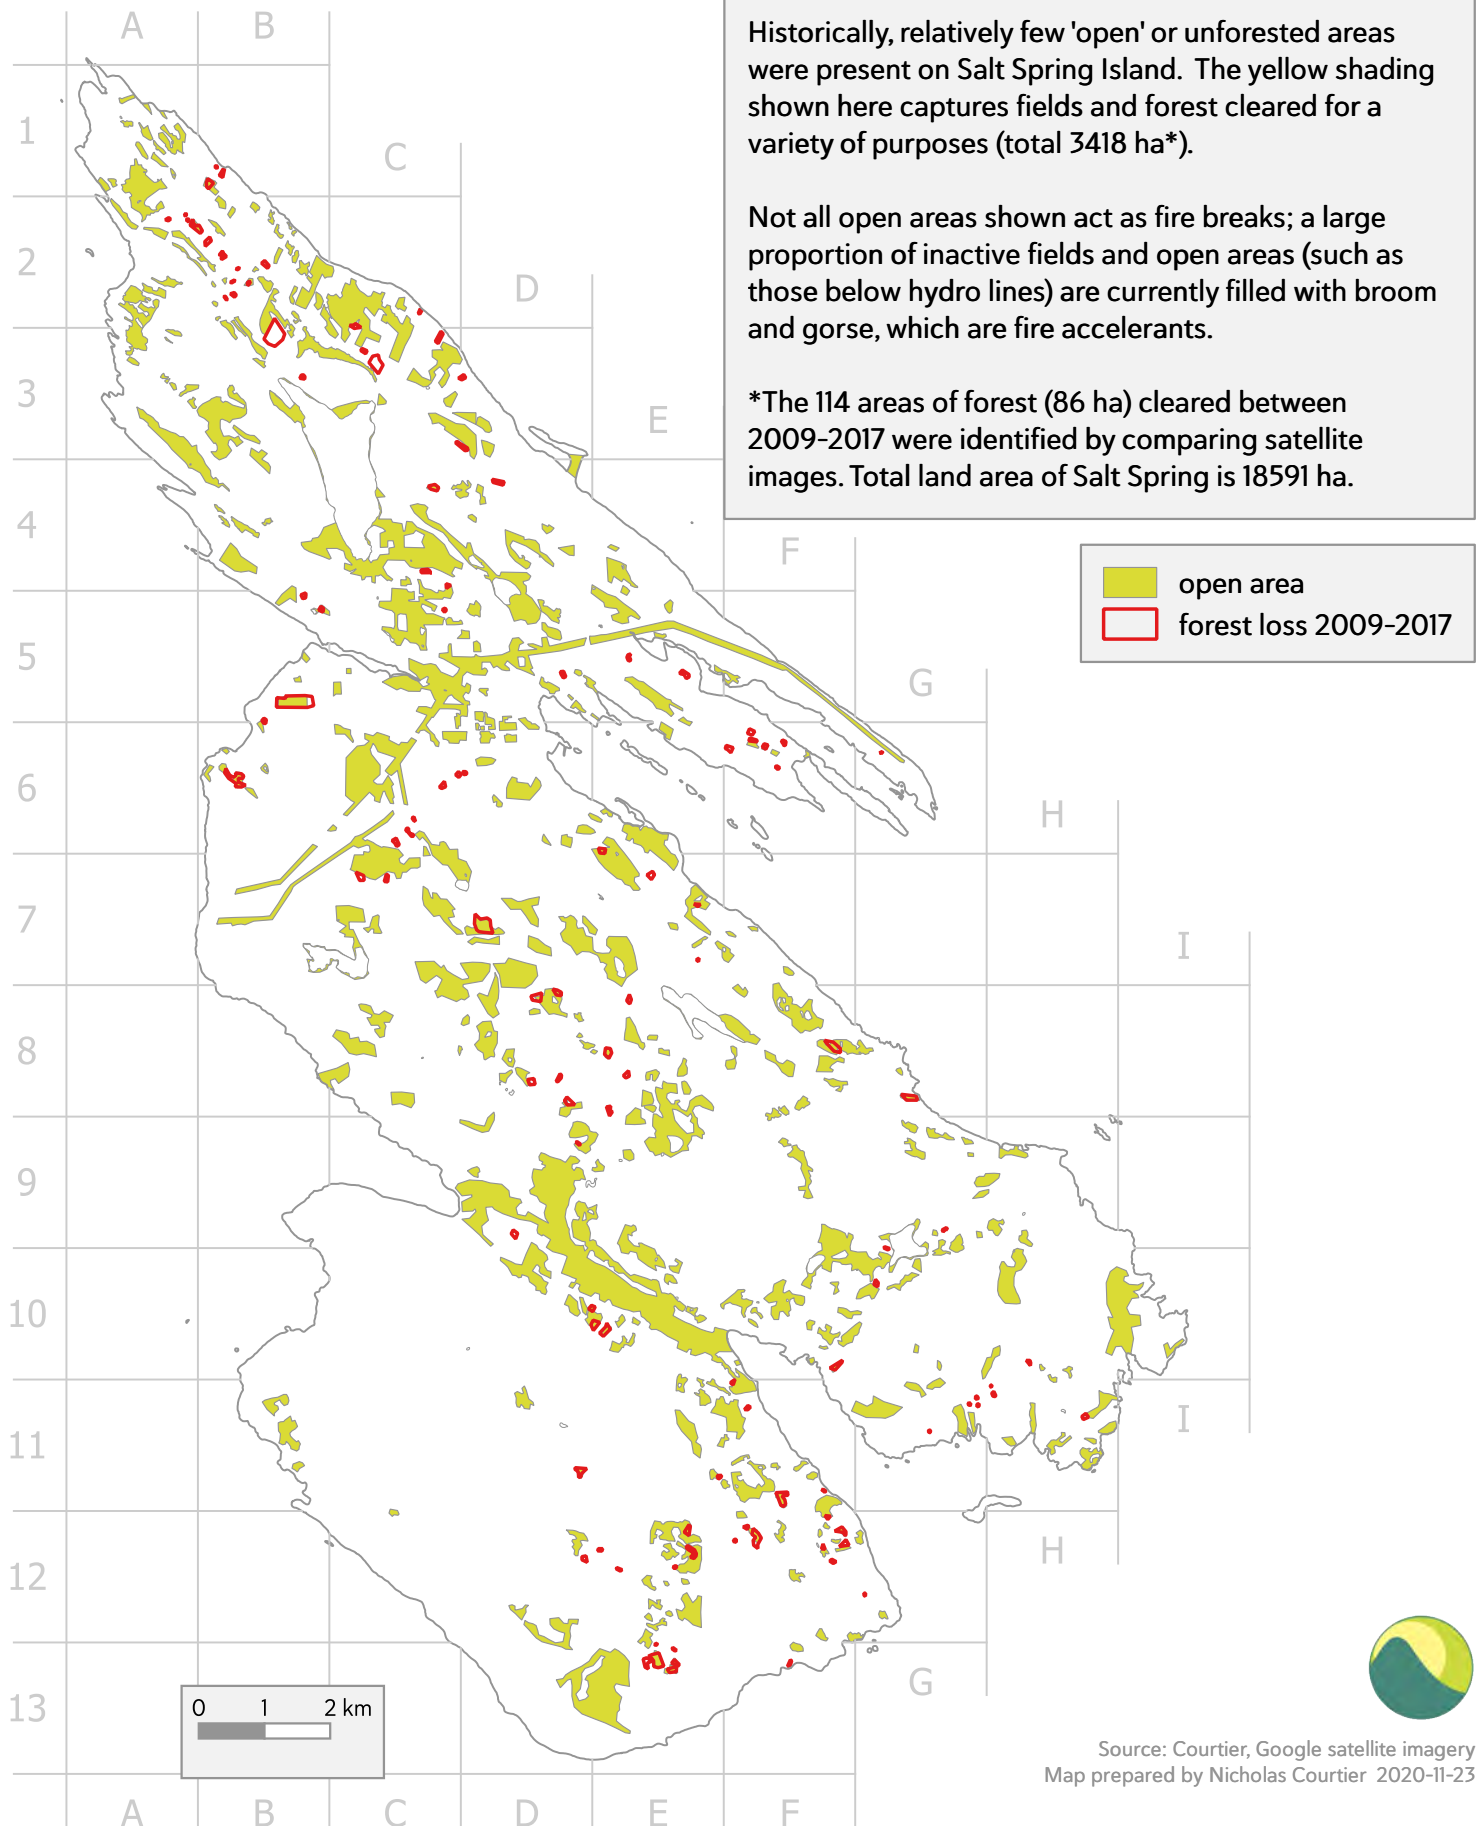 A
B
Historically, relatively few 'open' or unforested areas
were present on Salt Spring Island. The yellow shading
shown here captures fields and forest cleared for a
variety of purposes (total 3418 ha*).
Not all open areas shown act as fire breaks; a large
proportion of inactive fields and open areas (such as
those below hydro lines) are currently filled with broom
and gorse, which are fire accelerants.
*The 114 areas of forest (86 ha) cleared between
2009-2017 were identified by comparing satellite
images. Total land area of Salt Spring is 18591 ha.
1
C
2
D
3
E
4
F
open area
forest loss 2009-2017
5
G
6
H
7
I
8
9
10
11
I
12
H
13
G
0 1 2 km
Source: Courtier, Google satellite imagery
Map prepared by Nicholas Courtier 2020-11-23
A
B
C
D
E
F